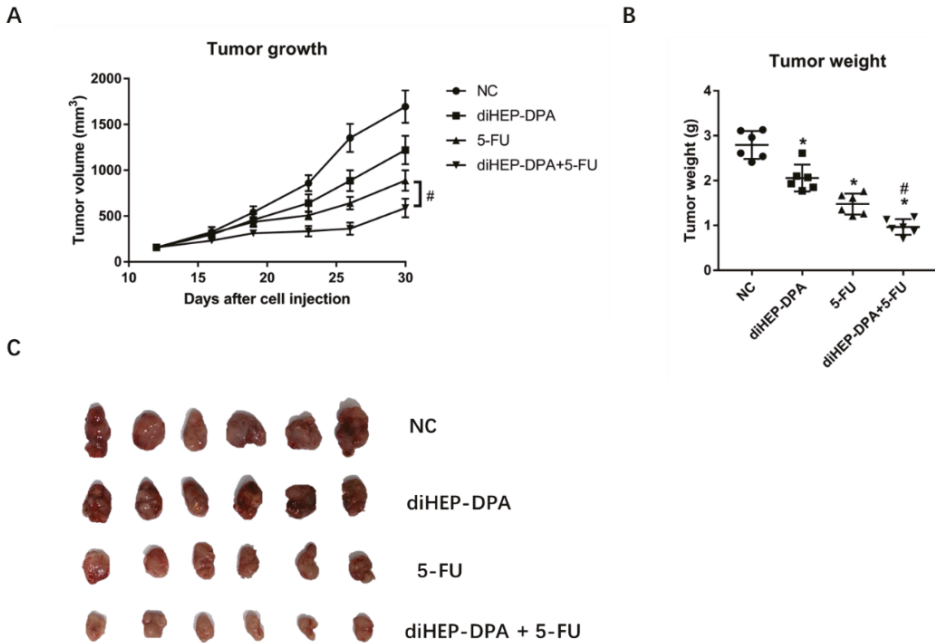 A
Tumor growth
Tumor volume (mm³)
2000
1500
1000
500
0
10
15
20
25
30
Days after cell injection
NC
diHEP-DPA
5-FU
diHEP-DPA+5-FU
#
B
Tumor weight
Tumor weight (g)
4
3
2
1
0
*
*
#
*
NC
diHEP-DPA
5-FU
diHEP-DPA+5-FU
C
NC
diHEP-DPA
5-FU
diHEP-DPA + 5-FU